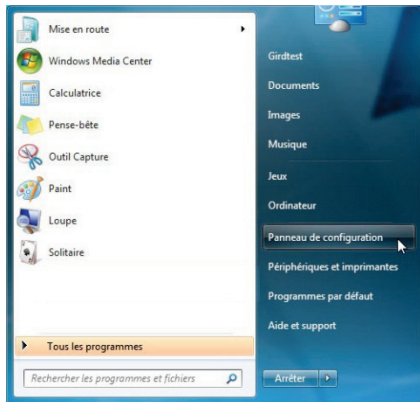 Mise en route
Windows Media Center
Calculatrice
Pense-bête
Outil Capture
Paint
Loupe
Solitaire
Tous les programmes
Rechercher les programmes et fichiers
Girdtest
Documents
Images
Musique
Jeux
Ordinateur
Panneau de configuration
Périphériques et imprimantes
Programmes par défaut
Aide et support
Arrêter